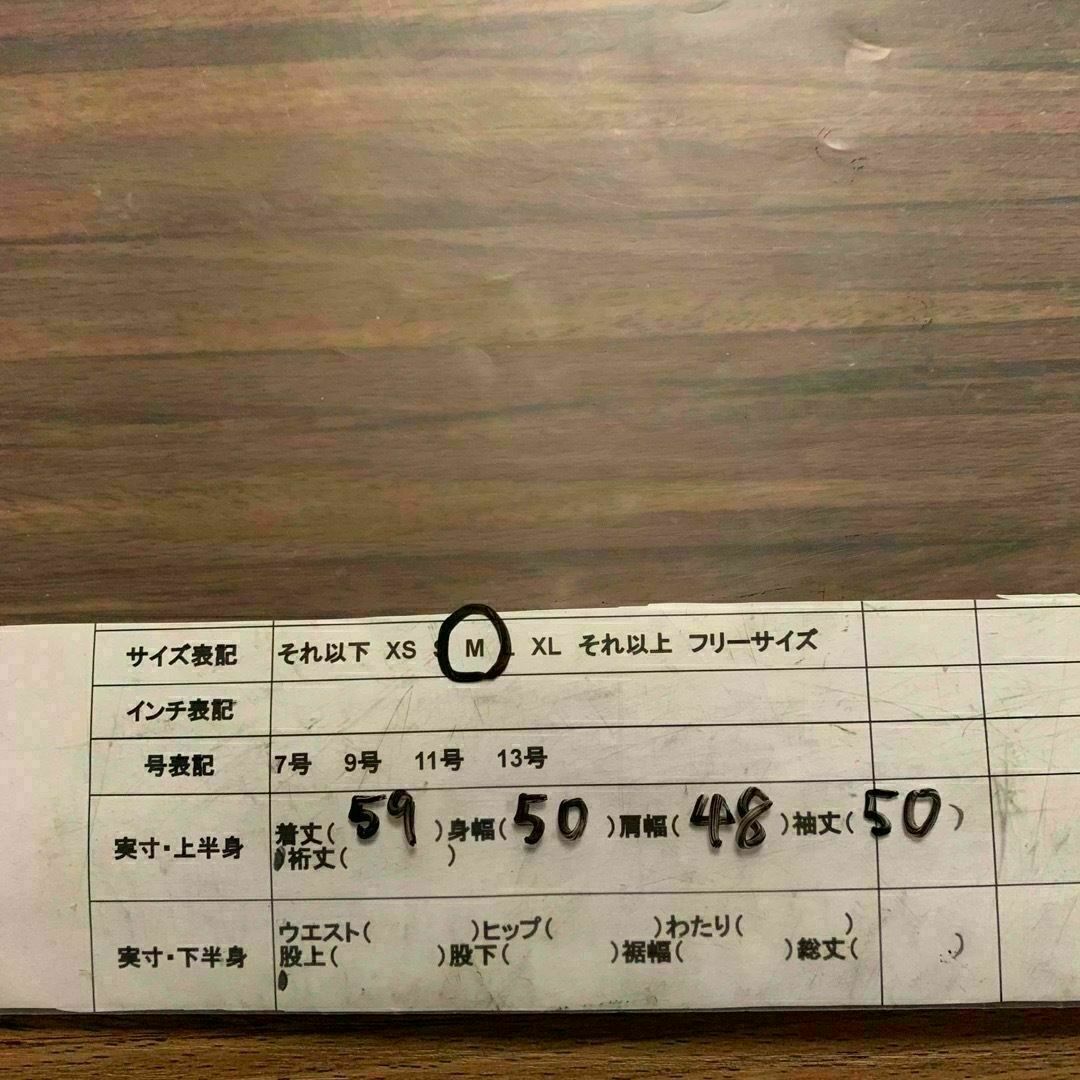 サイズ表記 それ以下 XS M XL それ以上 フリーサイズ
インチ表記
号表記 7号 9号 11号 13号
実寸・上半身 着丈( 59 )身幅( 50 )肩幅( 48 )袖丈( 50 )
裄丈( )
実寸・下半身 ウエスト( )ヒップ( )わたり( )
股上( )股下( )裾幅( )総丈( )